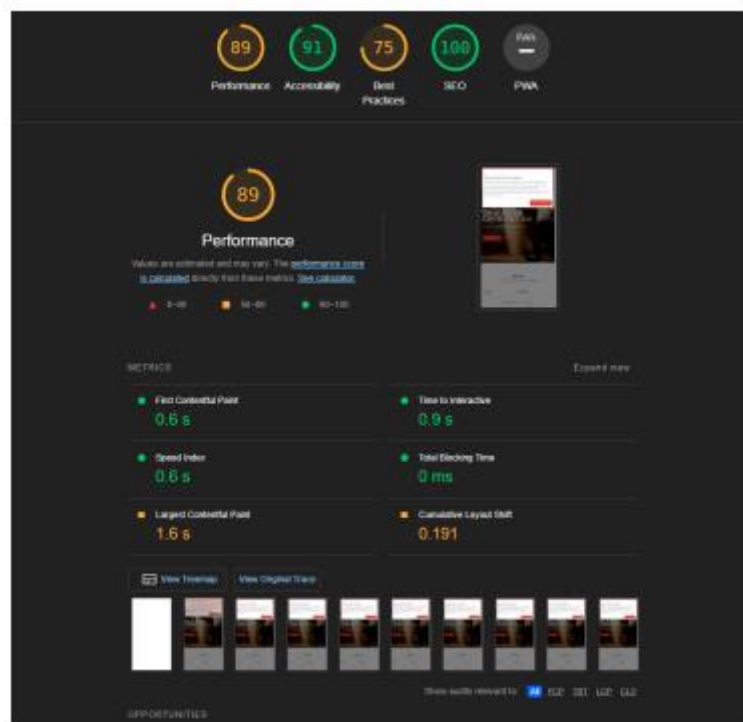 89
91
75
100
PWA
Performance
Accessibility
Best Practices
SEO
PWA
89
Performance
Values are estimated and may vary. The performance score
is calculated directly from these metrics. See calculator.
0–49
50–89
90–100
METRICS
Expand view
First Contentful Paint
0.6 s
Time to Interactive
0.9 s
Speed Index
0.6 s
Total Blocking Time
0 ms
Largest Contentful Paint
1.6 s
Cumulative Layout Shift
0.191
View Treemap
View Original Trace
Show audits relevant to: All FCP TBT LCP CLS
OPPORTUNITIES